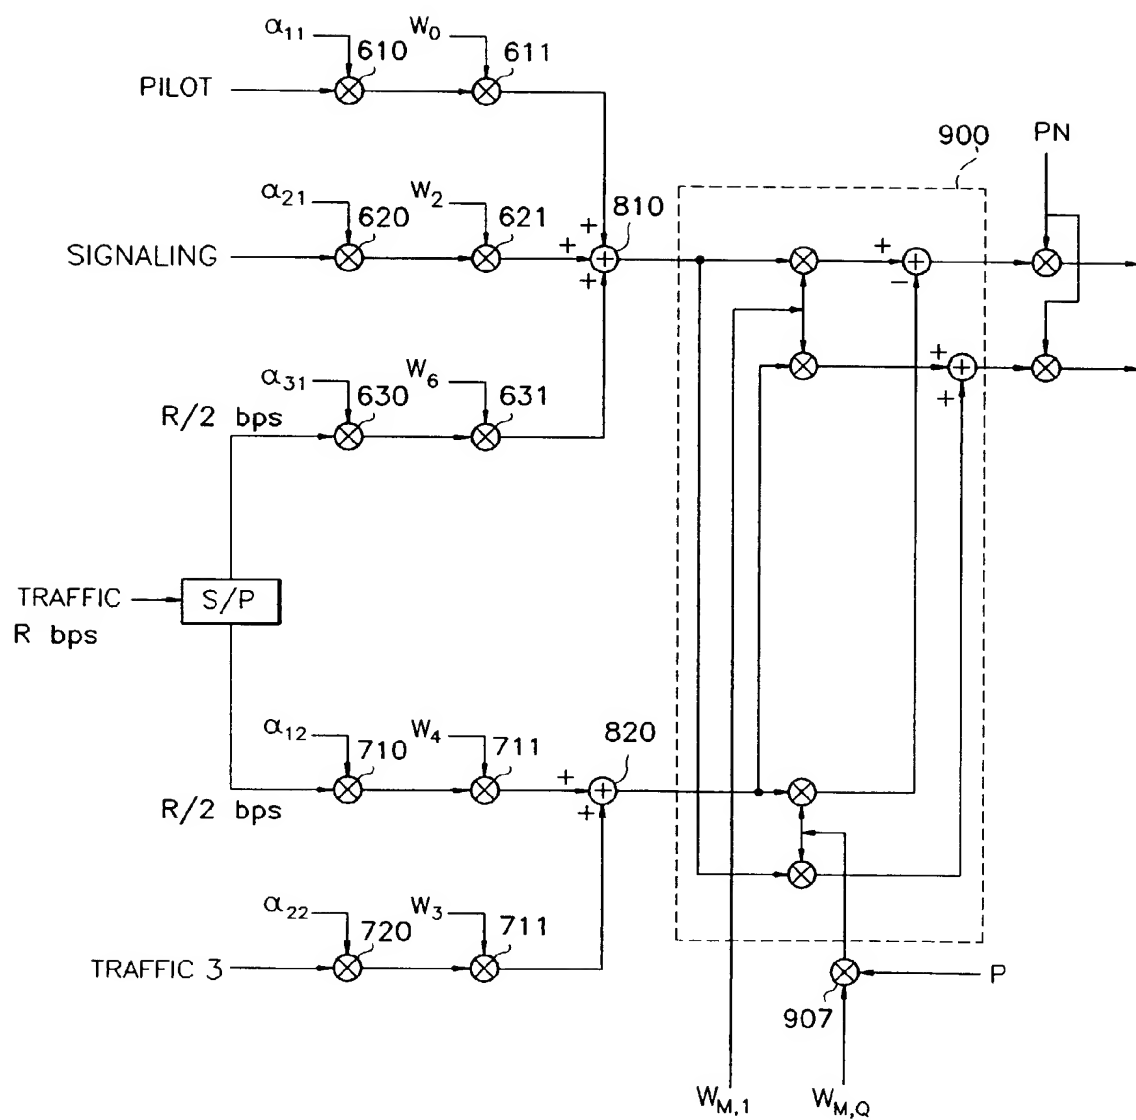 α11 W0
610 611
PILOT
900 PN
α21 W2
620 621 + 810
SIGNALING + + + −
α31 W6 + +
R/2 bps 630 631
TRAFFIC S/P
R bps
α12 W4 820
710 711 + +
R/2 bps
α22 W3
720 711
TRAFFIC 3 P
907
WM,1 WM,Q